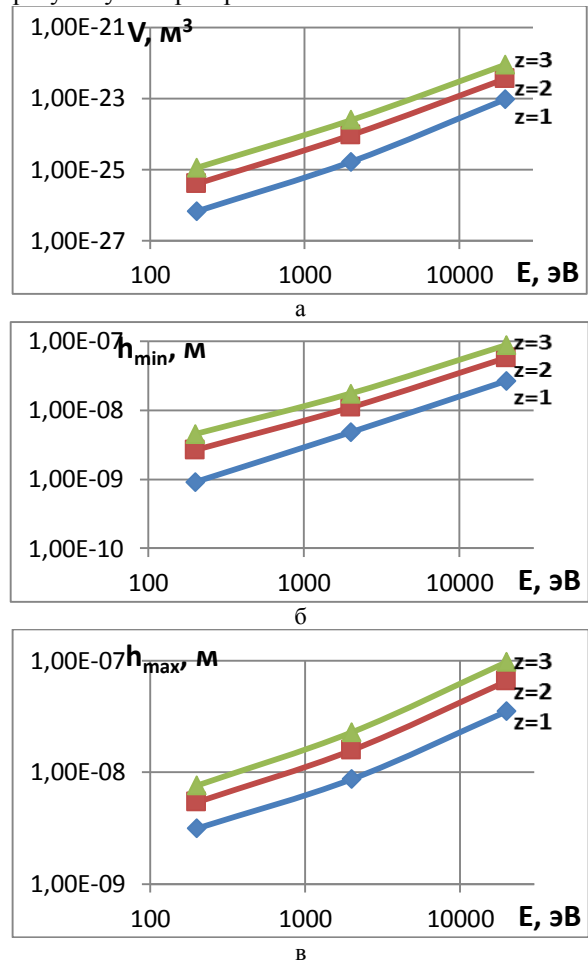 V, м³
1,00E-21
1,00E-23
1,00E-25
1,00E-27
z=3
z=2
z=1
100 1000 10000 E, эВ
а
h_min, м
1,00E-07
1,00E-08
1,00E-09
1,00E-10
z=3
z=2
z=1
100 1000 10000 E, эВ
б
h_max, м
1,00E-07
1,00E-08
1,00E-09
z=3
z=2
z=1
100 1000 10000 E, эВ
в